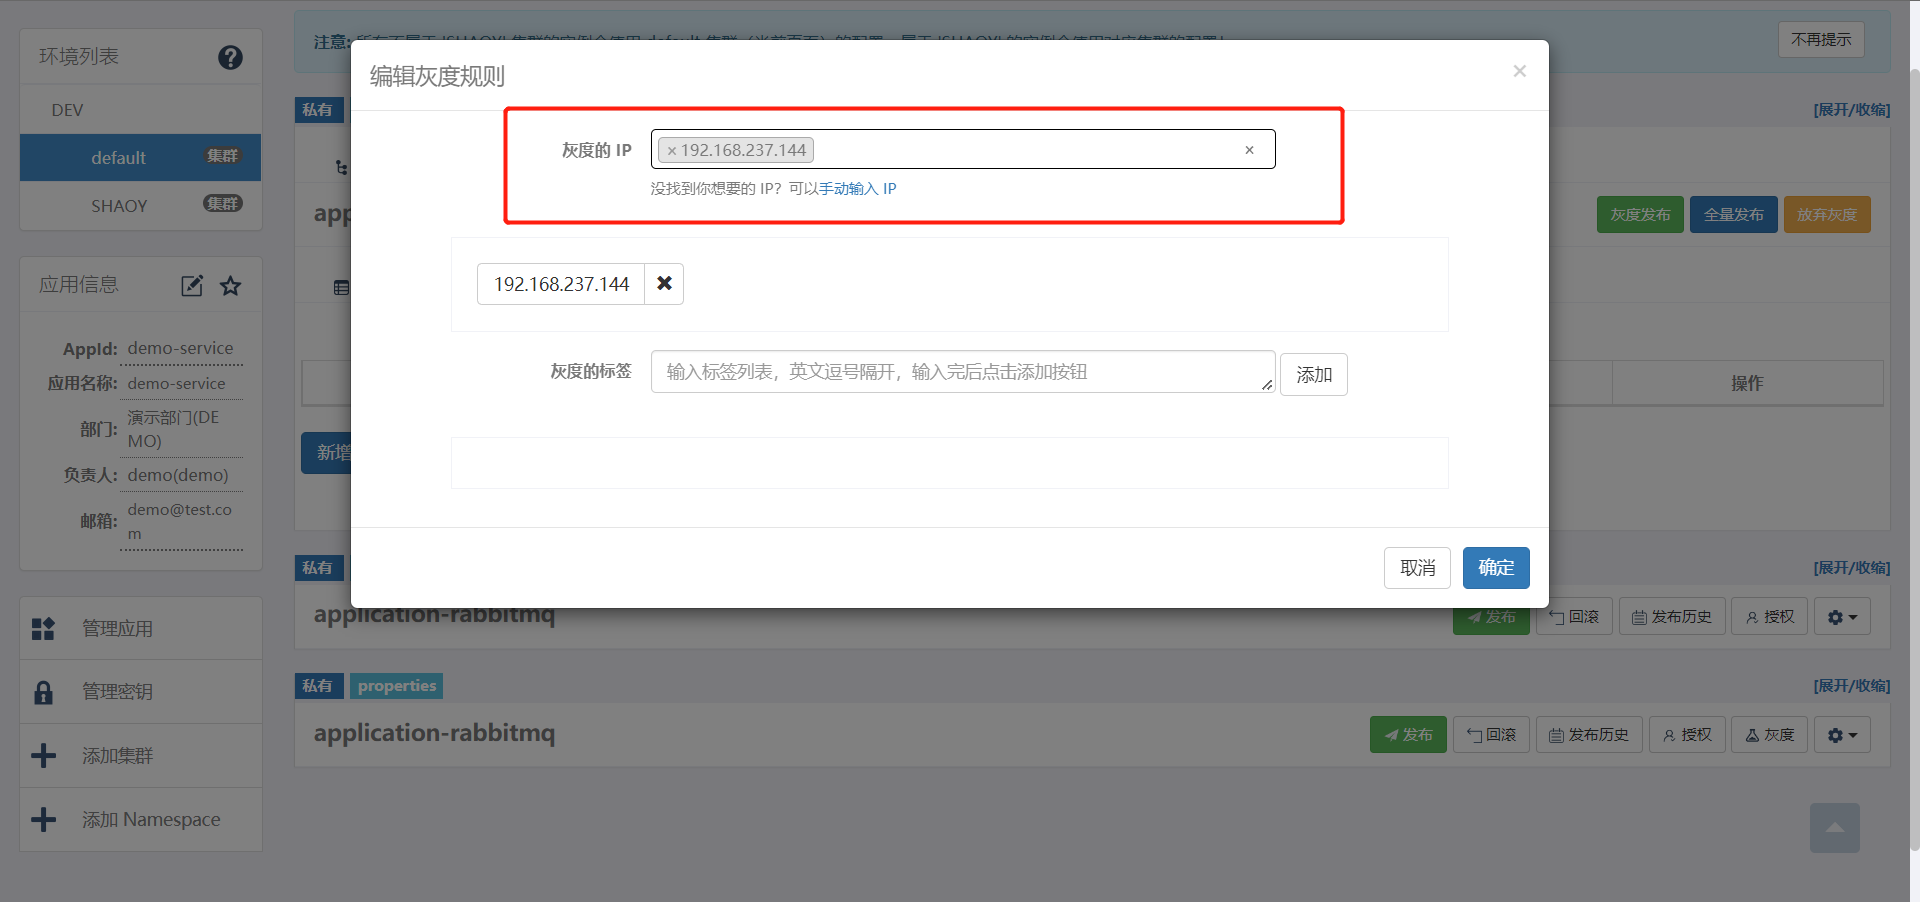 环境列表
DEV
default 集群
SHAOY 集群
应用信息
AppId: demo-service
应用名称: demo-service
部门: 演示部门(DE
MO)
负责人: demo(demo)
邮箱: demo@test.co
m
管理应用
管理密钥
添加集群
添加 Namespace
注意:
不再提示
私有
[展开/收缩]
app
灰度发布 全量发布 放弃灰度
操作
新增
编辑灰度规则
×
灰度的 IP
×192.168.237.144 ×
没找到你想要的 IP？可以手动输入 IP
192.168.237.144
灰度的标签
输入标签列表，英文逗号隔开，输入完后点击添加按钮
添加
取消
确定
私有
[展开/收缩]
application-rabbitmq
发布 回滚 发布历史 授权
私有 properties
[展开/收缩]
application-rabbitmq
发布 回滚 发布历史 授权 灰度